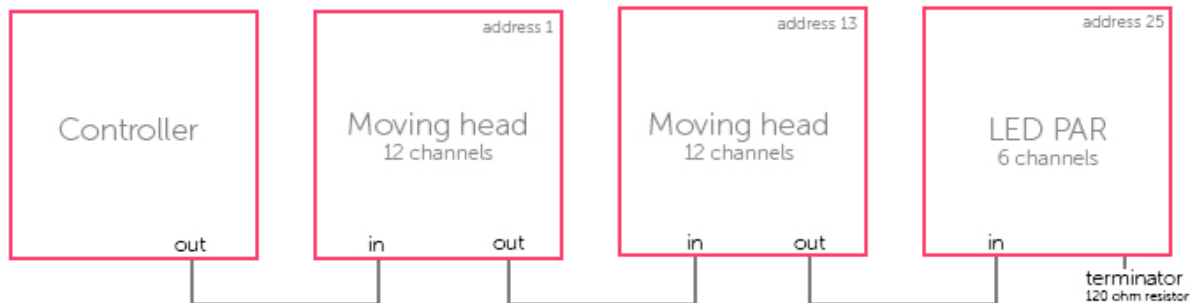 Controller
out
address 1
Moving head
12 channels
in
out
address 13
Moving head
12 channels
in
out
address 25
LED PAR
6 channels
in
terminator
120 ohm resistor